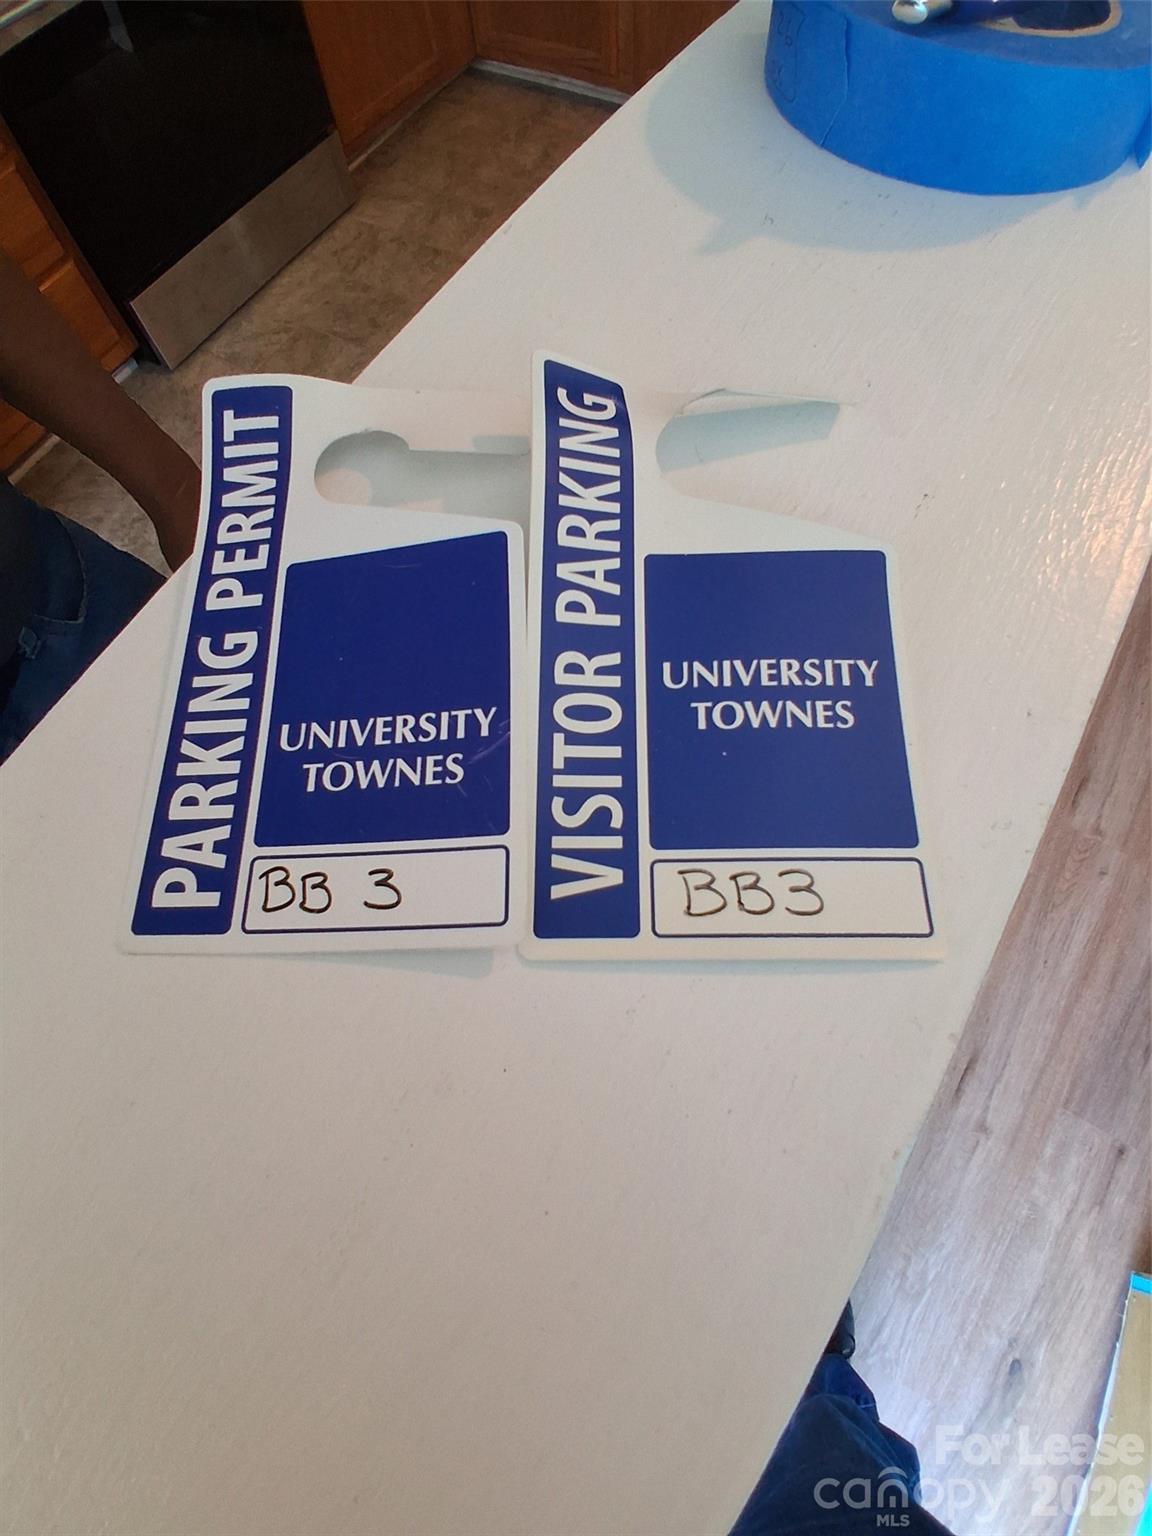 PARKING PERMIT
UNIVERSITY
TOWNES
BB 3
VISITOR PARKING
UNIVERSITY
TOWNES
BB3
For Lease
canopy 2026
MLS